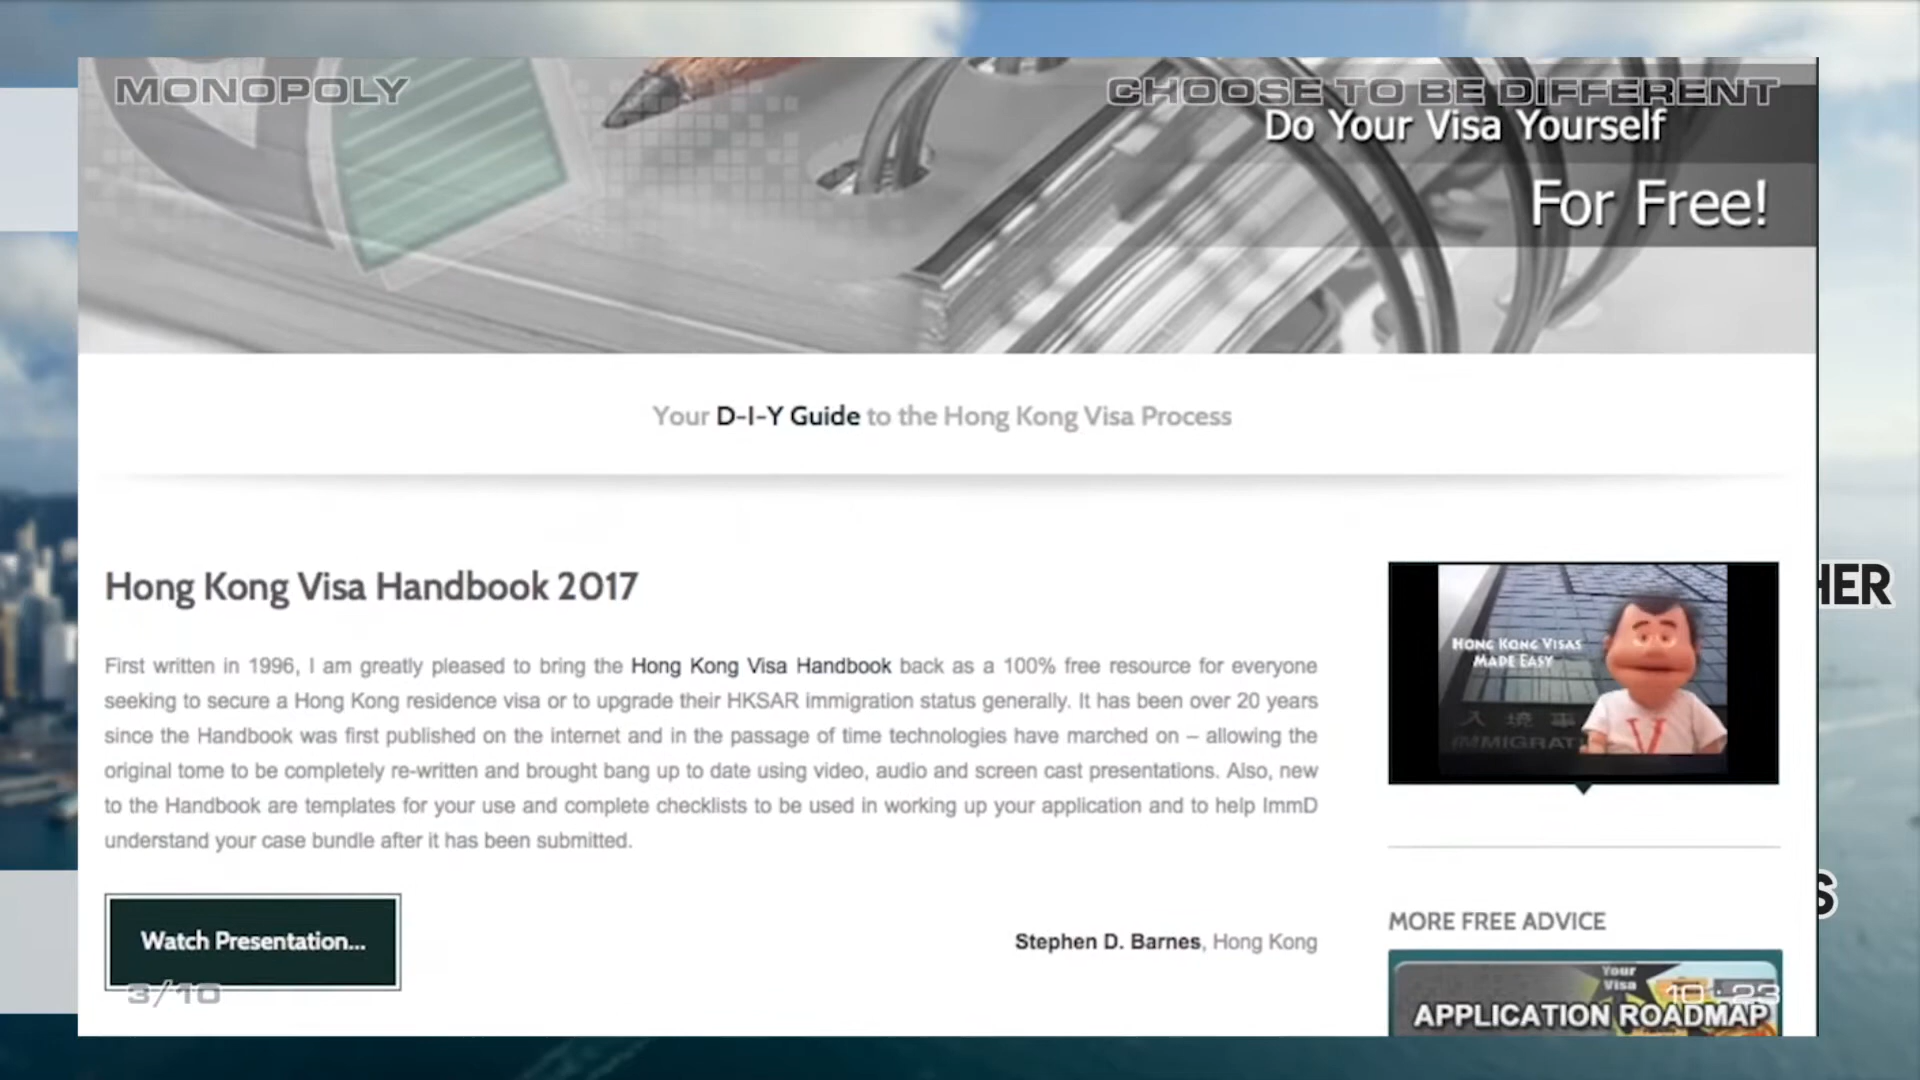 MONOPOLY
CHOOSE TO BE DIFFERENT
Do Your Visa Yourself
For Free!
Your D-I-Y Guide to the Hong Kong Visa Process
Hong Kong Visa Handbook 2017
First written in 1996, I am greatly pleased to bring the Hong Kong Visa Handbook back as a 100% free resource for everyone
seeking to secure a Hong Kong residence visa or to upgrade their HKSAR immigration status generally. It has been over 20 years
since the Handbook was first published on the internet and in the passage of time technologies have marched on – allowing the
original tome to be completely re-written and brought bang up to date using video, audio and screen cast presentations. Also, new
to the Handbook are templates for your use and complete checklists to be used in working up your application and to help ImmD
understand your case bundle after it has been submitted.
Watch Presentation...
Stephen D. Barnes, Hong Kong
3/10
HONG KONG VISAS
MADE EASY
入境事
IMMIGRAT
HER
S
MORE FREE ADVICE
Your
Visa
APPLICATION ROADMAP
10:23